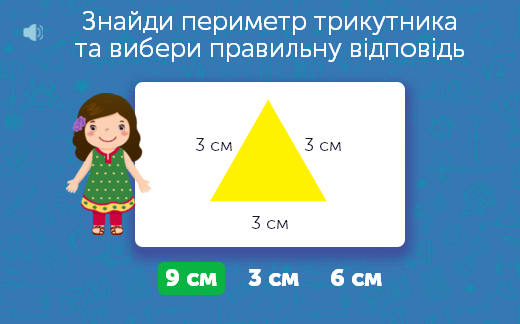 Знайди периметр трикутника
та вибери правильну відповідь
3 см 3 см
3 см
9 см 3 см 6 см